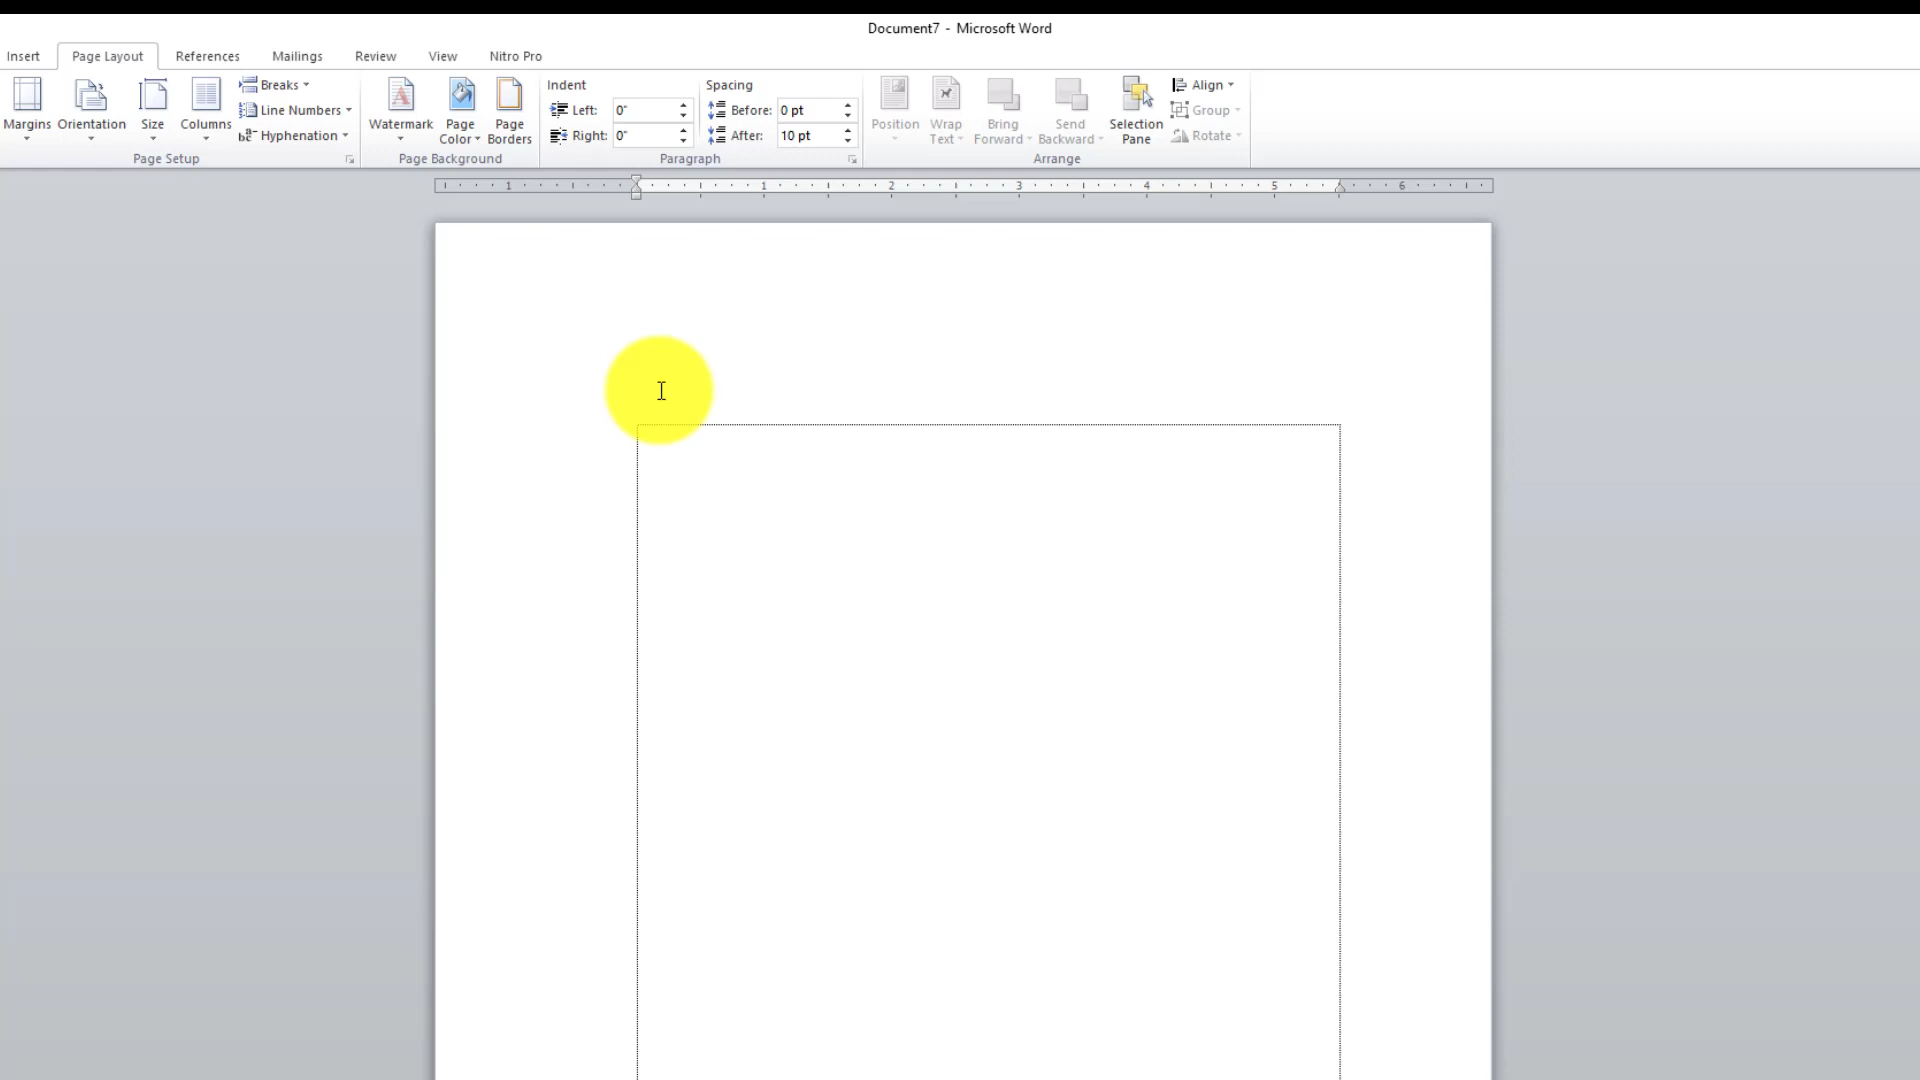 Document7 - Microsoft Word
Insert Page Layout References Mailings Review View Nitro Pro
Margins Orientation Size Columns
Breaks
Line Numbers
Hyphenation
Page Setup
Watermark Page Color Page Borders
Page Background
Indent
Left: 0"
Right: 0"
Spacing
Before: 0 pt
After: 10 pt
Paragraph
Position Wrap Text Bring Forward Send Backward Selection Pane
Align
Group
Rotate
Arrange
1 1 2 3 4 5 6